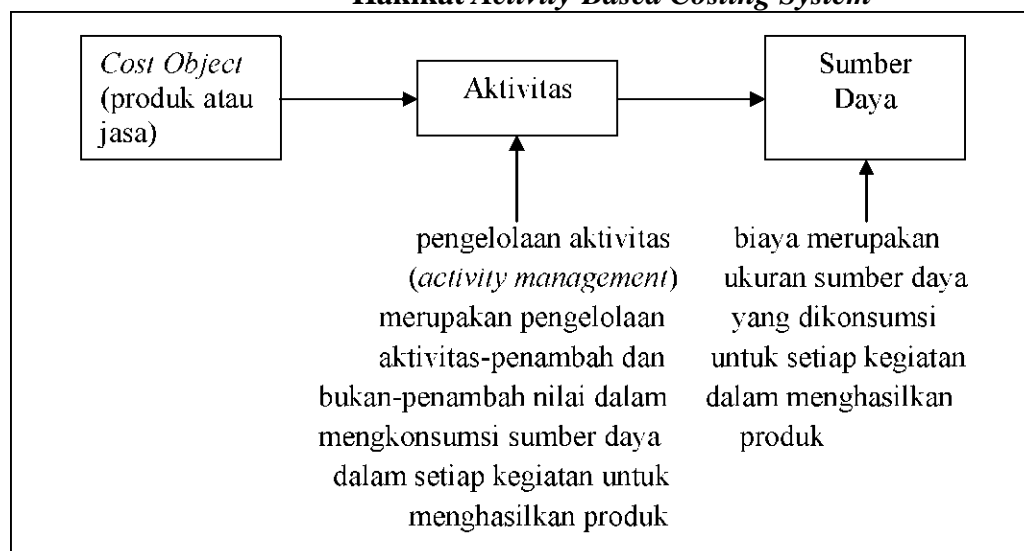 Hakikat Activity Based Costing System
Cost Object
(produk atau
jasa)
Aktivitas
Sumber
Daya
pengelolaan aktivitas
(activity management)
merupakan pengelolaan
aktivitas-penambah dan
bukan-penambah nilai dalam
mengkonsumsi sumber daya
dalam setiap kegiatan untuk
menghasilkan produk
biaya merupakan
ukuran sumber daya
yang dikonsumsi
untuk setiap kegiatan
dalam menghasilkan
produk